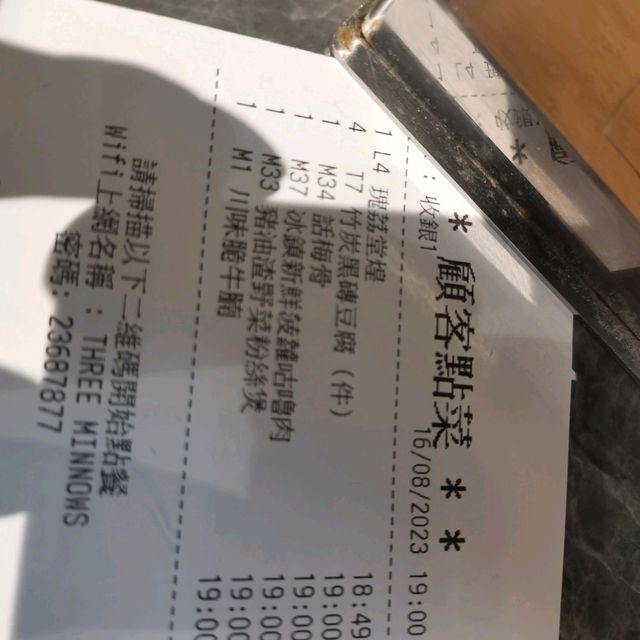 * 顧客點菜 * *
: 收銀 16/08/2023 19:00
1 L4 現蒸堂煌 18:49
4 T7 竹炭黑磚豆腐 (件) 19:00
1 M34 話梅骨 19:00
1 M37 冰鎮新鮮菠蘿咕嚕肉 19:00
1 M33 豬油渣野菜粉絲煲 19:00
1 M1 川味脆牛腩 19:00
請掃描以下二維碼開始點餐
Wifi上網名稱 : THREE MINNOWS
密碼: 23687877